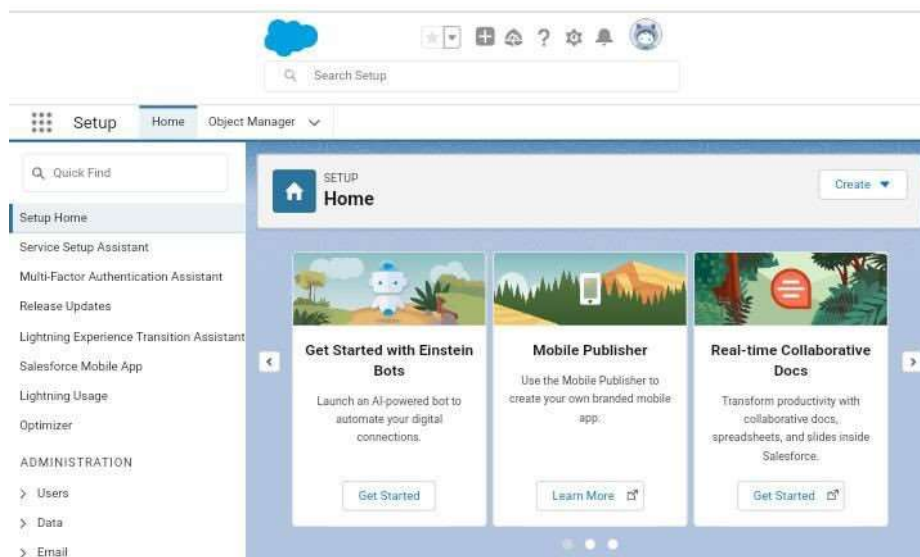 Search Setup
Setup
Home
Object Manager
Quick Find
SETUP
Home
Create
Setup Home
Service Setup Assistant
Multi-Factor Authentication Assistant
Release Updates
Lightning Experience Transition Assistant
Salesforce Mobile App
Lightning Usage
Optimizer
ADMINISTRATION
Users
Data
Email
Get Started with Einstein
Bots
Launch an AI-powered bot to
automate your digital
connections.
Get Started
Mobile Publisher
Use the Mobile Publisher to
create your own branded mobile
app.
Learn More
Real-time Collaborative
Docs
Transform productivity with
collaborative docs,
spreadsheets, and slides inside
Salesforce.
Get Started